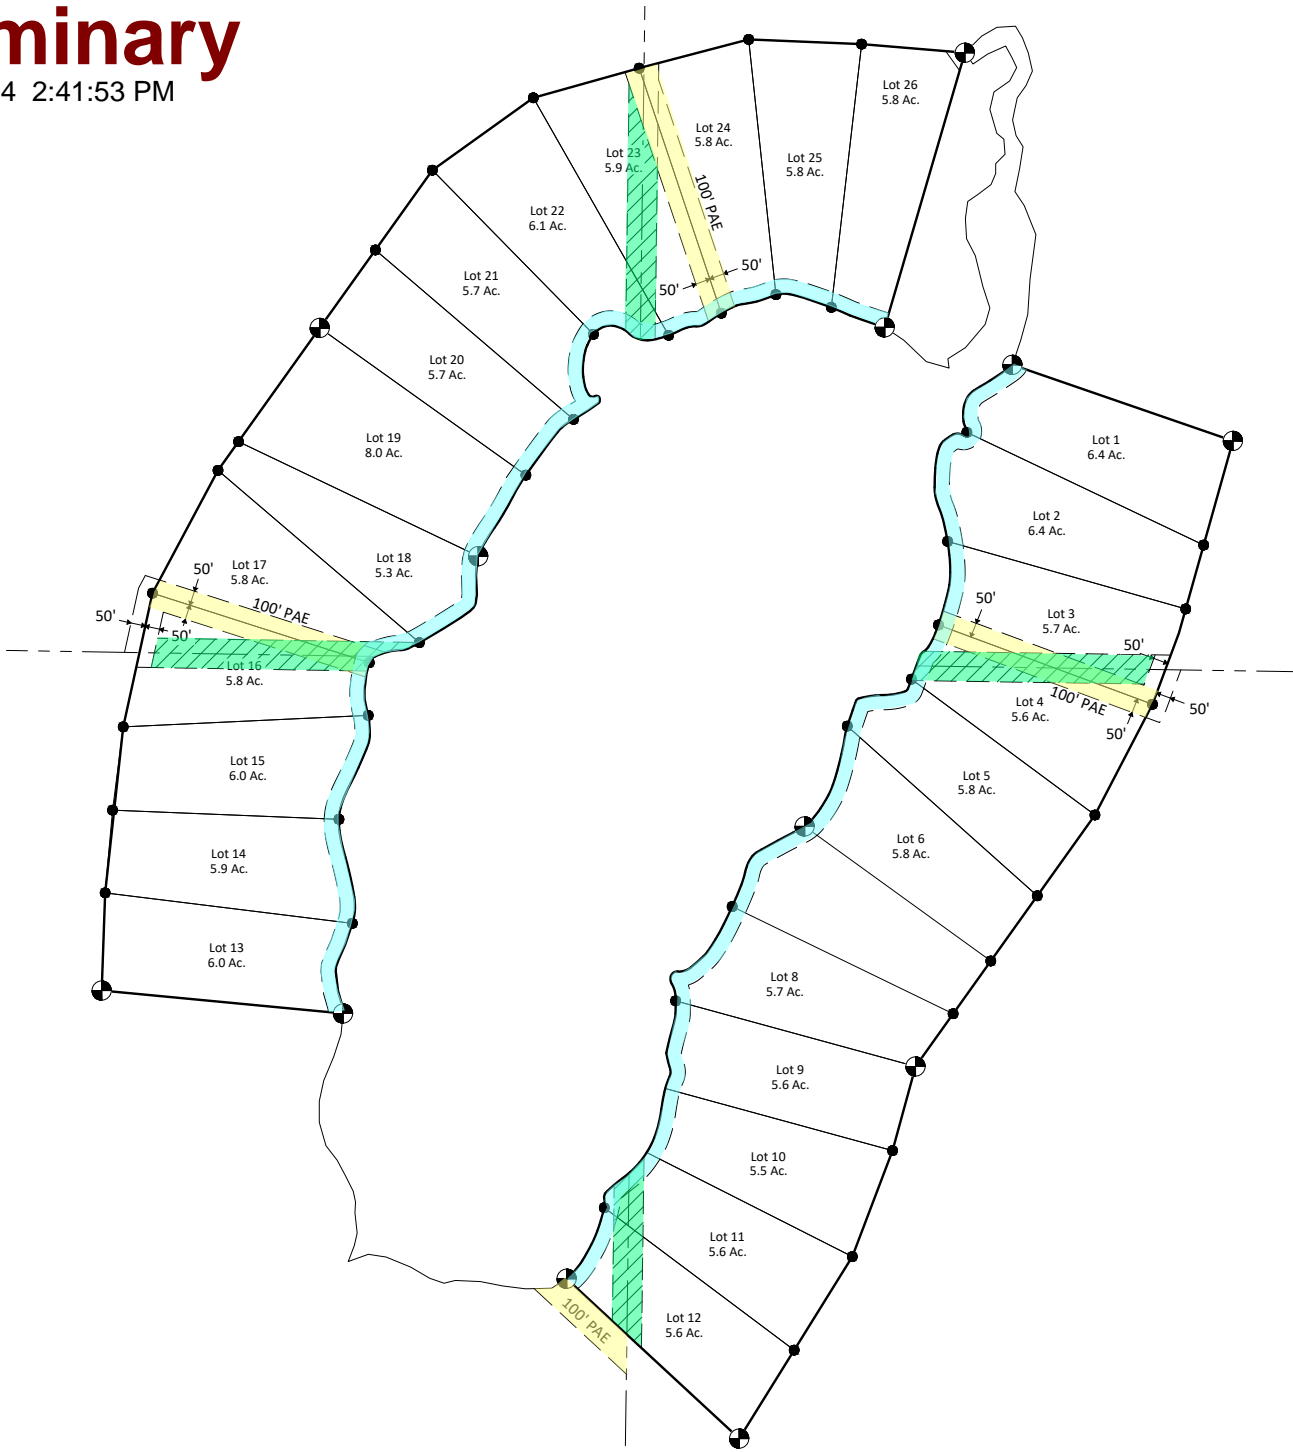 minary
4 2:41:53 PM
Lot 26
5.8 Ac.
Lot 24
5.8 Ac.
Lot 23
5.9 Ac.
Lot 25
5.8 Ac.
100' PAE
Lot 22
6.1 Ac.
50'
50'
Lot 21
5.7 Ac.
Lot 20
5.7 Ac.
Lot 19
8.0 Ac.
Lot 1
6.4 Ac.
Lot 2
6.4 Ac.
Lot 18
5.3 Ac.
Lot 17
5.8 Ac.
50'
100' PAE
50'
50'
Lot 16
5.8 Ac.
50'
Lot 3
5.7 Ac.
50'
Lot 4
5.6 Ac.
100' PAE
50'
50'
Lot 15
6.0 Ac.
Lot 5
5.8 Ac.
Lot 14
5.9 Ac.
Lot 6
5.8 Ac.
Lot 13
6.0 Ac.
Lot 8
5.7 Ac.
Lot 9
5.6 Ac.
Lot 10
5.5 Ac.
Lot 11
5.6 Ac.
Lot 12
5.6 Ac.
100' PAE